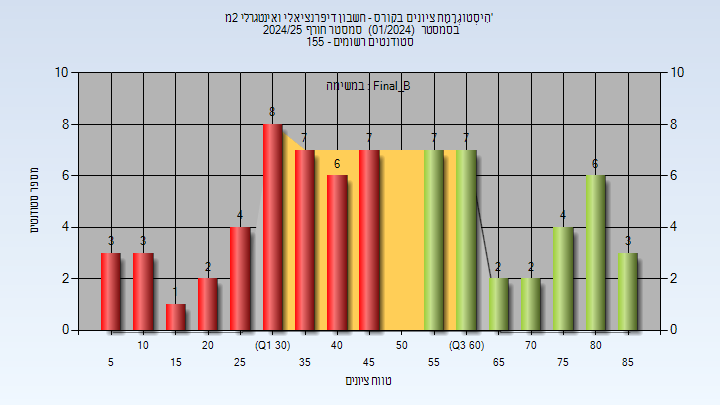 הִיסְטוֹגְרָמַת ציונים בקורס - חשבון דיפרנציאלי ואינטגרלי 2מ'
בסמסטר (01/2024) סמסטר חורף 2024/25
סטודנטים רשומים - 155
במשימה : Final_B
מספר סטודנטים
10 10
8 8
6 6
4 4
2 2
0 0
3 3 1 2 4 8 7 6 7 7 7 2 2 4 6 3
10 20 (Q1 30) 40 50 (Q3 60) 70 80
5 15 25 35 45 55 65 75 85
טווח ציונים